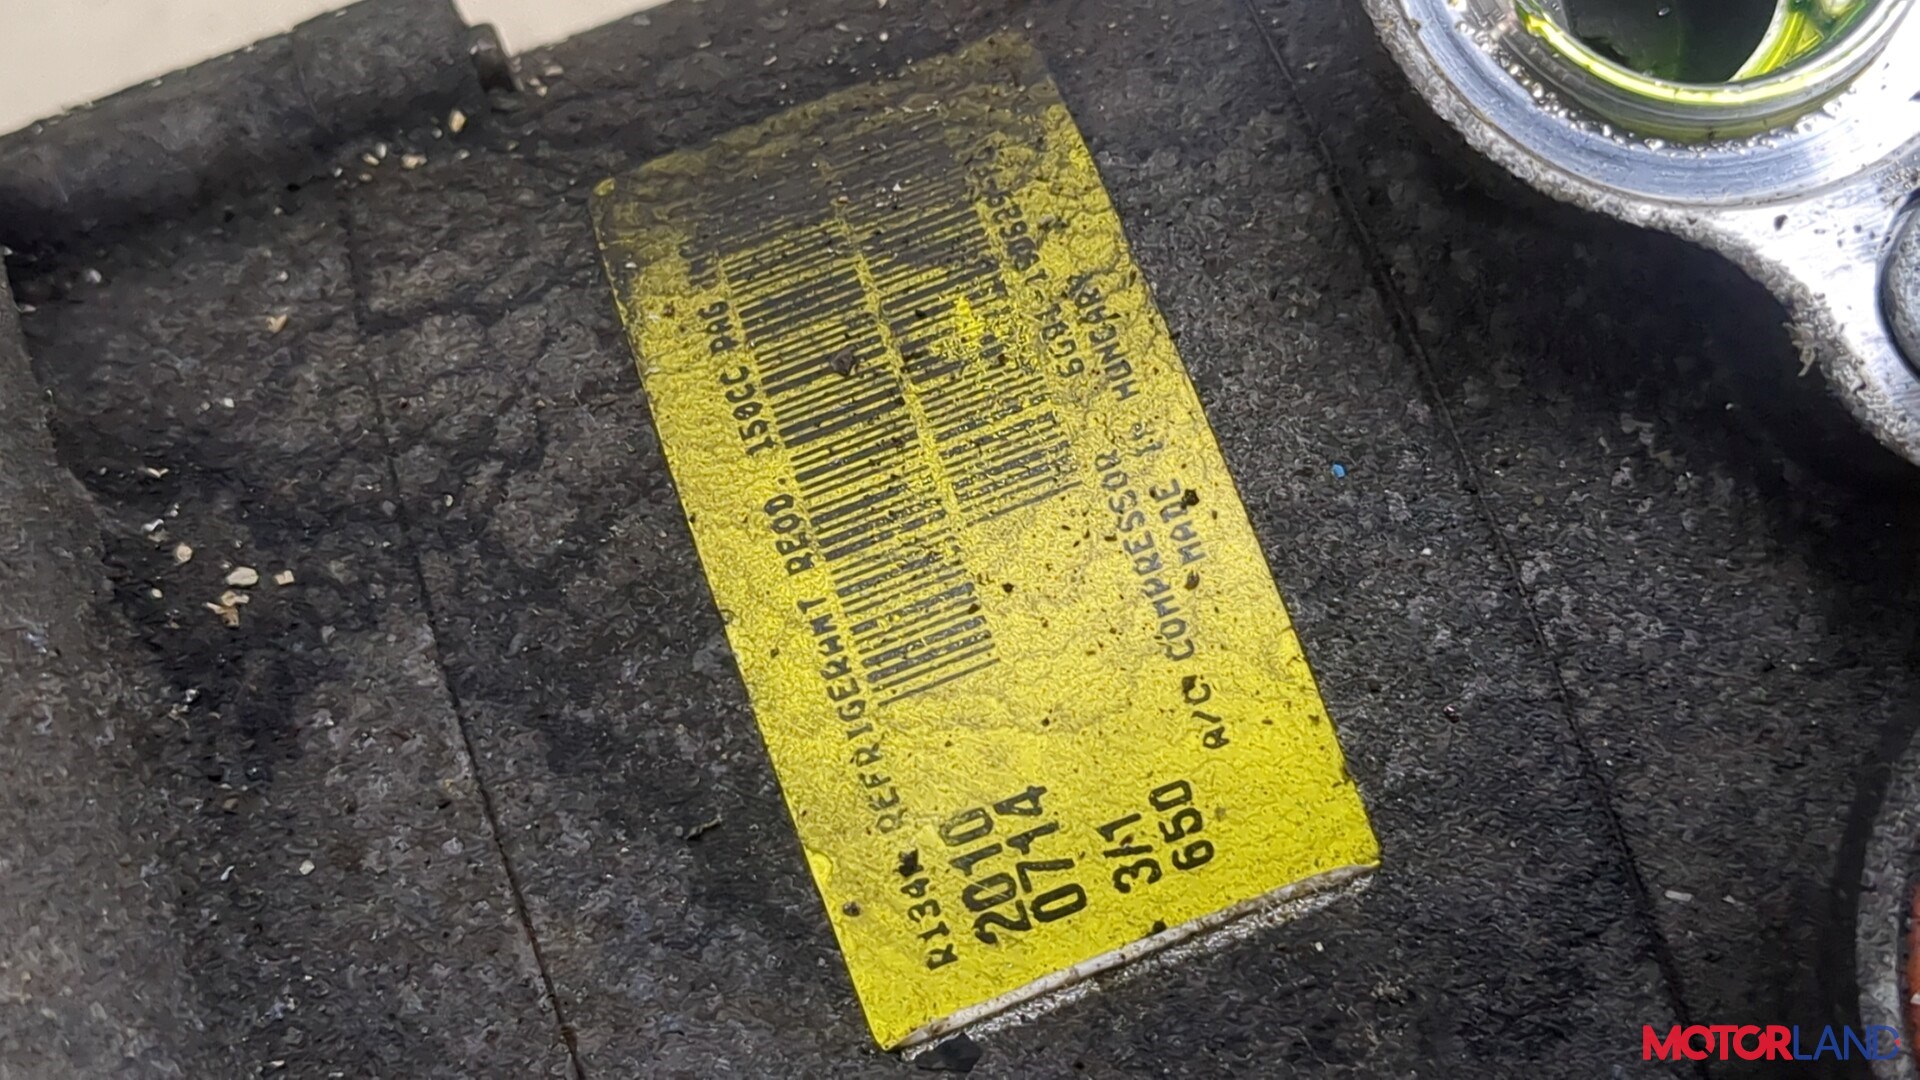 R134A REFRIGERANT REQD. 150CC PAG
2010
0714
3/1
650
A/C COMPRESSOR
MADE IN HUNGARY
MOTORLAND